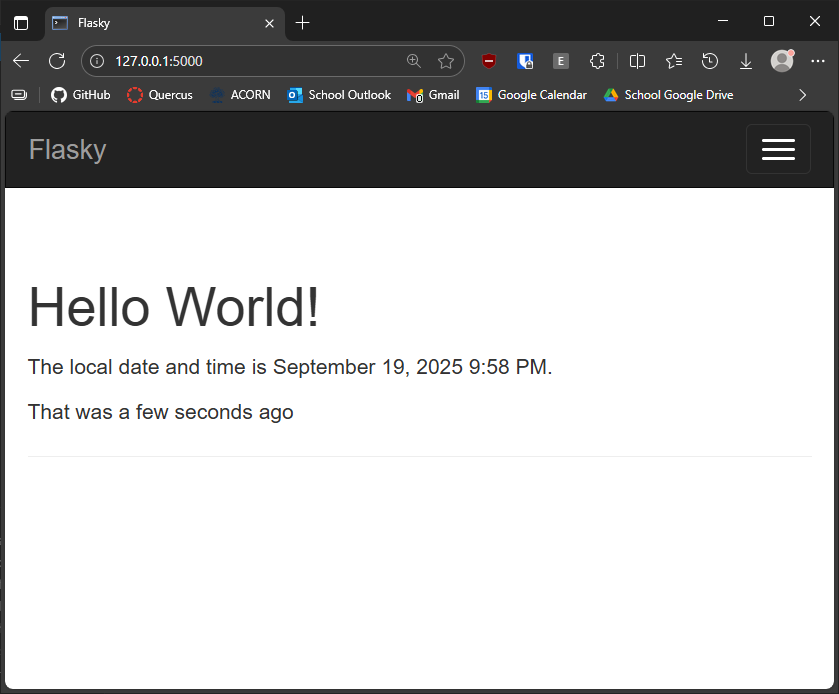 Flasky
127.0.0.1:5000
E
GitHub Quercus ACORN School Outlook Gmail 15 Google Calendar School Google Drive
Flasky
Hello World!
The local date and time is September 19, 2025 9:58 PM.
That was a few seconds ago